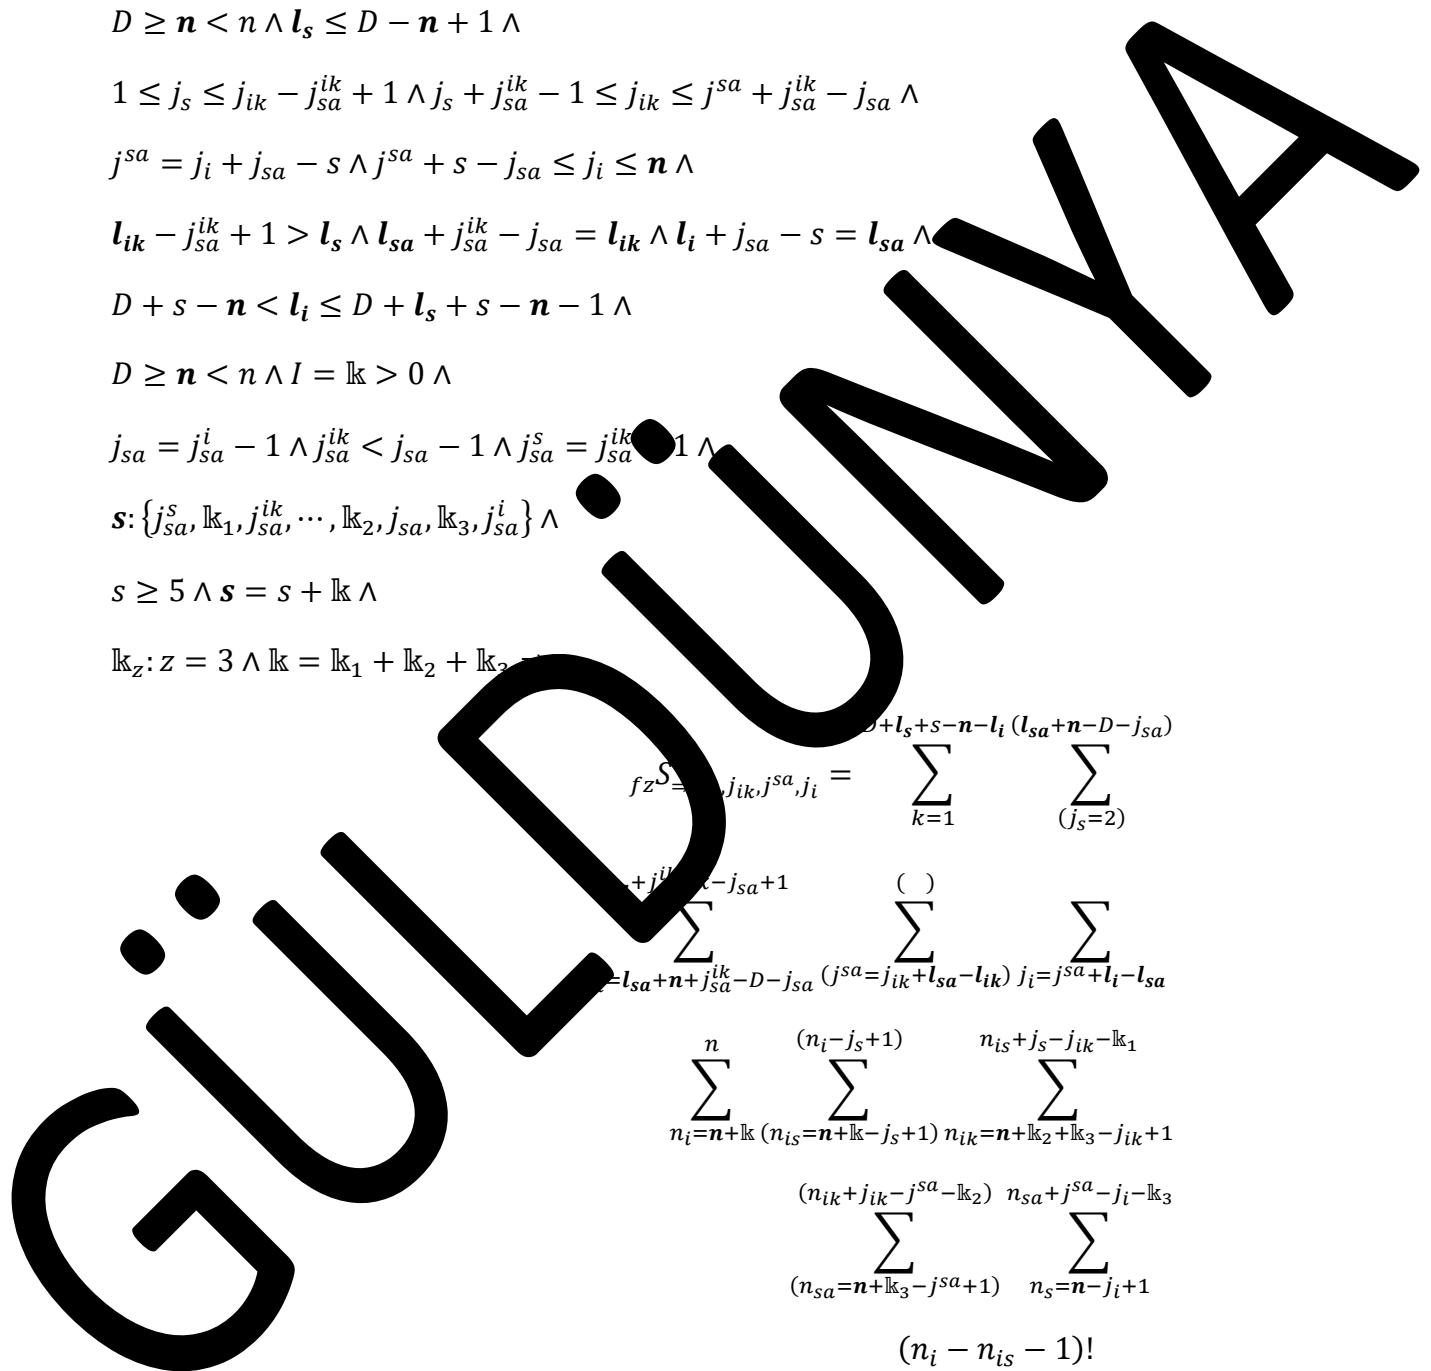 D ≥ n < n ∧ l_s ≤ D − n + 1 ∧
1 ≤ j_s ≤ j_ik − j_sa^ik + 1 ∧ j_s + j_sa^ik − 1 ≤ j_ik ≤ j^sa + j_sa^ik − j_sa ∧
j^sa = j_i + j_sa − s ∧ j^sa + s − j_sa ≤ j_i ≤ n ∧
l_ik − j_sa^ik + 1 > l_s ∧ l_sa + j_sa^ik − j_sa = l_ik ∧ l_i + j_sa − s = l_sa ∧
D + s − n < l_i ≤ D + l_s + s − n − 1 ∧
D ≥ n < n ∧ I = 𝕜 > 0 ∧
j_sa = j_sa^i − 1 ∧ j_sa^ik < j_sa − 1 ∧ j_sa^s = j_sa^ik 1 ∧
s: {j_sa^s, 𝕜_1, j_sa^ik, ⋯, 𝕜_2, j_sa, 𝕜_3, j_sa^i} ∧
s ≥ 5 ∧ s = s + 𝕜 ∧
𝕜_z: z = 3 ∧ 𝕜 = 𝕜_1 + 𝕜_2 + 𝕜_3
D+l_s+s−n−l_i (l_sa+n−D−j_sa)
fz S , j_ik, j^sa, j_i = ∑ ∑
k=1 (j_s=2)
−j_sa+1 ( )
∑ ∑ ∑
=l_sa+n+j_sa^ik−D−j_sa (j^sa=j_ik+l_sa−l_ik) j_i=j^sa+l_i−l_sa
n (n_i−j_s+1) n_is+j_s−j_ik−𝕜_1
∑ ∑ ∑
n_i=n+𝕜 (n_is=n+𝕜−j_s+1) n_ik=n+𝕜_2+𝕜_3−j_ik+1
(n_ik+j_ik−j^sa−𝕜_2) n_sa+j^sa−j_i−𝕜_3
∑ ∑
(n_sa=n+𝕜_3−j^sa+1) n_s=n−j_i+1
(n_i − n_is − 1)!
GÜLDÜNYA